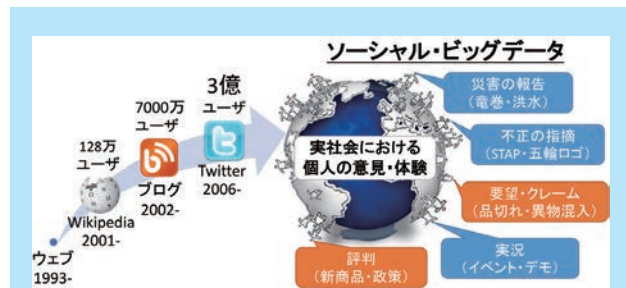 ソーシャル・ビッグデータ
ウェブ
1993-
128万
ユーザ
Wikipedia
2001-
7000万
ユーザ
ブログ
2002-
3億
ユーザ
Twitter
2006-
実社会における
個人の意見・体験
災害の報告
(竜巻・洪水)
不正の指摘
(STAP・五輪ロゴ)
要望・クレーム
(品切れ・異物混入)
実況
(イベント・デモ)
評判
(新商品・政策)